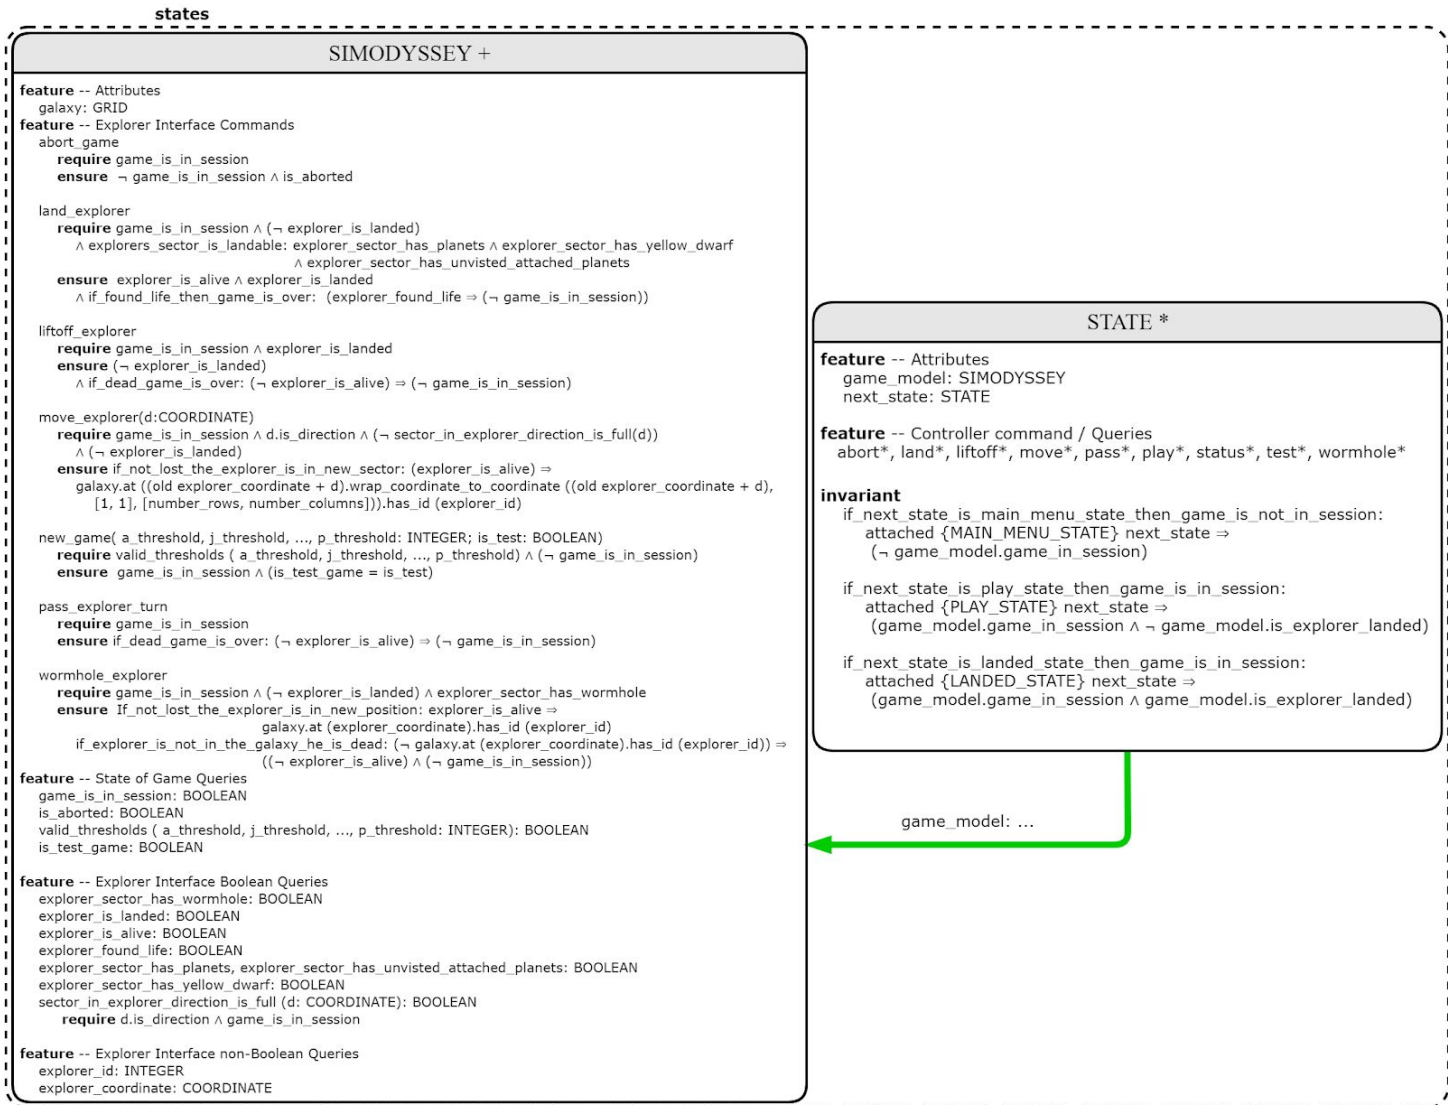 states
SIMODYSSEY +
feature -- Attributes
galaxy: GRID
feature -- Explorer Interface Commands
abort_game
require game_is_in_session
ensure ¬ game_is_in_session ∧ is_aborted
land_explorer
require game_is_in_session ∧ (¬ explorer_is_landed)
∧ explorers_sector_is_landable: explorer_sector_has_planets ∧ explorer_sector_has_yellow_dwarf
∧ explorer_sector_has_unvisted_attached_planets
ensure explorer_is_alive ∧ explorer_is_landed
∧ if_found_life_then_game_is_over: (explorer_found_life ⇒ (¬ game_is_in_session))
liftoff_explorer
require game_is_in_session ∧ explorer_is_landed
ensure (¬ explorer_is_landed)
∧ if_dead_game_is_over: (¬ explorer_is_alive) ⇒ (¬ game_is_in_session)
move_explorer(d:COORDINATE)
require game_is_in_session ∧ d.is_direction ∧ (¬ sector_in_explorer_direction_is_full(d))
∧ (¬ explorer_is_landed)
ensure if_not_lost_the_explorer_is_in_new_sector: (explorer_is_alive) ⇒
galaxy.at ((old explorer_coordinate + d).wrap_coordinate_to_coordinate ((old explorer_coordinate + d),
[1, 1], [number_rows, number_columns])).has_id (explorer_id)
new_game( a_threshold, j_threshold, ..., p_threshold: INTEGER; is_test: BOOLEAN)
require valid_thresholds ( a_threshold, j_threshold, ..., p_threshold) ∧ (¬ game_is_in_session)
ensure game_is_in_session ∧ (is_test_game = is_test)
pass_explorer_turn
require game_is_in_session
ensure if_dead_game_is_over: (¬ explorer_is_alive) ⇒ (¬ game_is_in_session)
wormhole_explorer
require game_is_in_session ∧ (¬ explorer_is_landed) ∧ explorer_sector_has_wormhole
ensure If_not_lost_the_explorer_is_in_new_position: explorer_is_alive ⇒
galaxy.at (explorer_coordinate).has_id (explorer_id)
if_explorer_is_not_in_the_galaxy_he_is_dead: (¬ galaxy.at (explorer_coordinate).has_id (explorer_id)) ⇒
((¬ explorer_is_alive) ∧ (¬ game_is_in_session))
feature -- State of Game Queries
game_is_in_session: BOOLEAN
is_aborted: BOOLEAN
valid_thresholds ( a_threshold, j_threshold, ..., p_threshold: INTEGER): BOOLEAN
is_test_game: BOOLEAN
feature -- Explorer Interface Boolean Queries
explorer_sector_has_wormhole: BOOLEAN
explorer_is_landed: BOOLEAN
explorer_is_alive: BOOLEAN
explorer_found_life: BOOLEAN
explorer_sector_has_planets, explorer_sector_has_unvisted_attached_planets: BOOLEAN
explorer_sector_has_yellow_dwarf: BOOLEAN
sector_in_explorer_direction_is_full (d: COORDINATE): BOOLEAN
require d.is_direction ∧ game_is_in_session
feature -- Explorer Interface non-Boolean Queries
explorer_id: INTEGER
explorer_coordinate: COORDINATE
STATE *
feature -- Attributes
game_model: SIMODYSSEY
next_state: STATE
feature -- Controller command / Queries
abort*, land*, liftoff*, move*, pass*, play*, status*, test*, wormhole*
invariant
if_next_state_is_main_menu_state_then_game_is_not_in_session:
attached {MAIN_MENU_STATE} next_state ⇒
(¬ game_model.game_in_session)
if_next_state_is_play_state_then_game_is_in_session:
attached {PLAY_STATE} next_state ⇒
(game_model.game_in_session ∧ ¬ game_model.is_explorer_landed)
if_next_state_is_landed_state_then_game_is_in_session:
attached {LANDED_STATE} next_state ⇒
(game_model.game_in_session ∧ game_model.is_explorer_landed)
game_model: ...